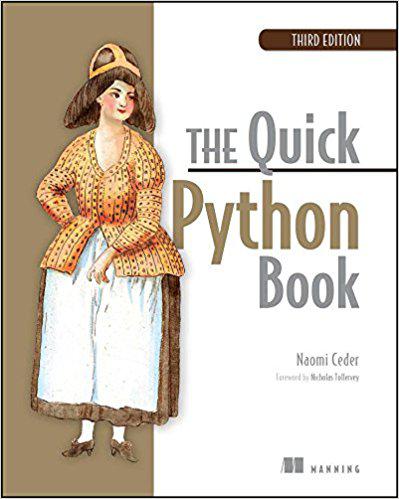 THIRD EDITION
THE Quick
Python
Book
Naomi Ceder
Foreword by Nicholas Tollervey
MANNING